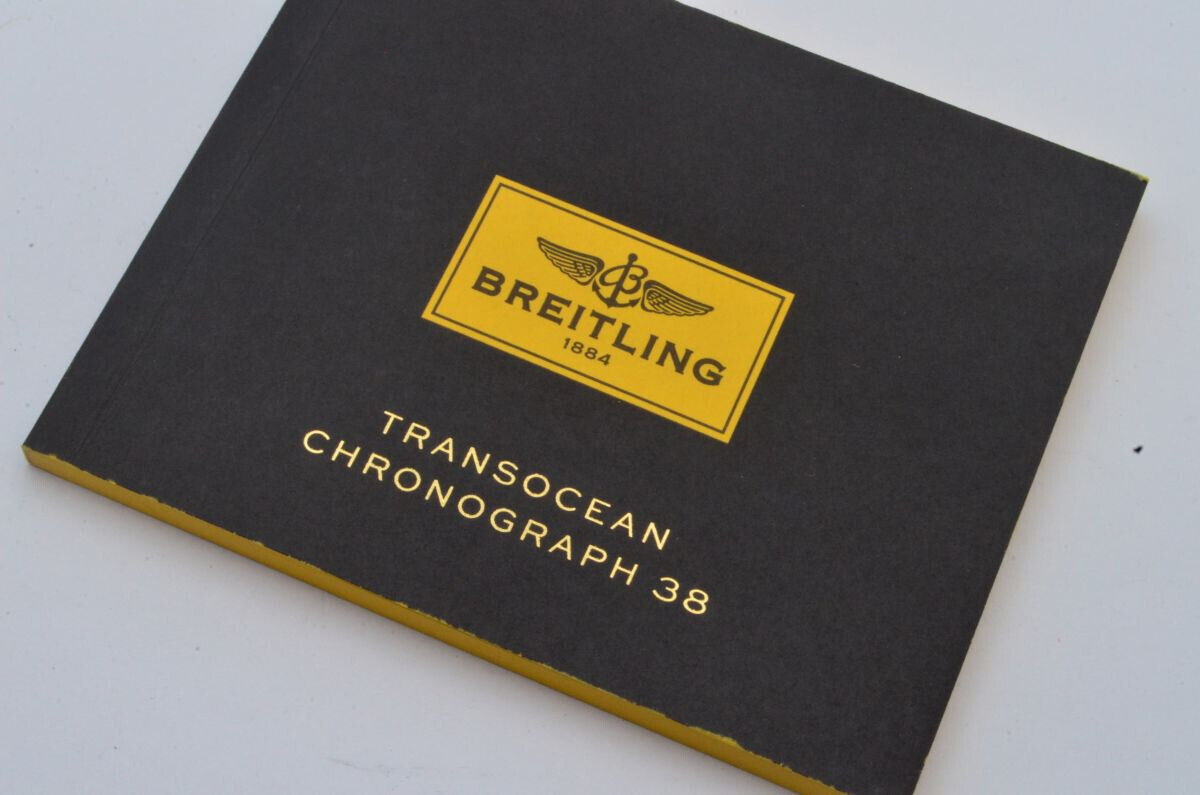 B
BREITLING
1884
TRANSOCEAN
CHRONOGRAPH 38